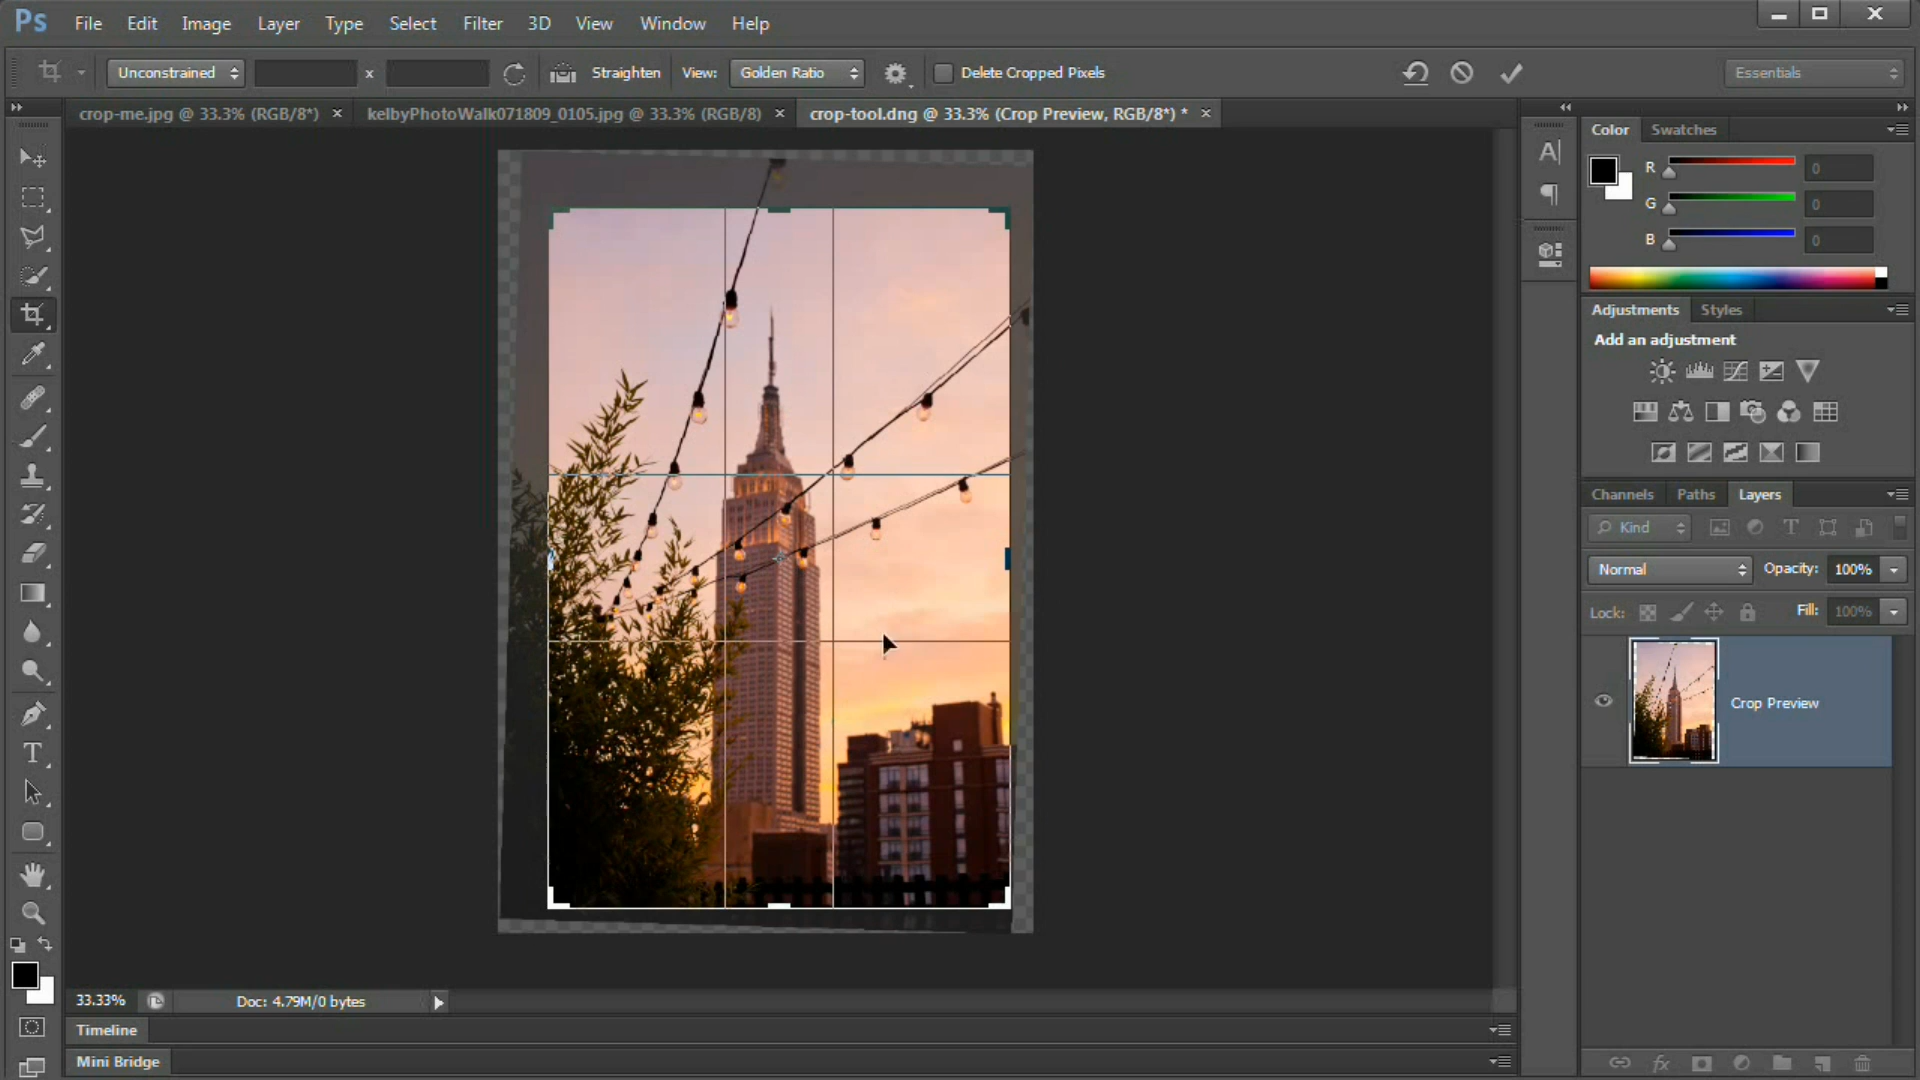 Ps File Edit Image Layer Type Select Filter 3D View Window Help
Unconstrained x Straighten View: Golden Ratio Delete Cropped Pixels Essentials
crop-me.jpg @ 33.3% (RGB/8*) × kelbyPhotoWalk071809_0105.jpg @ 33.3% (RGB/8) × crop-tool.dng @ 33.3% (Crop Preview, RGB/8*) * ×
Color Swatches
R 0
G 0
B 0
Adjustments Styles
Add an adjustment
Channels Paths Layers
Kind
Normal Opacity: 100%
Lock: Fill: 100%
Crop Preview
33.33% Doc: 4.79M/0 bytes
Timeline
Mini Bridge